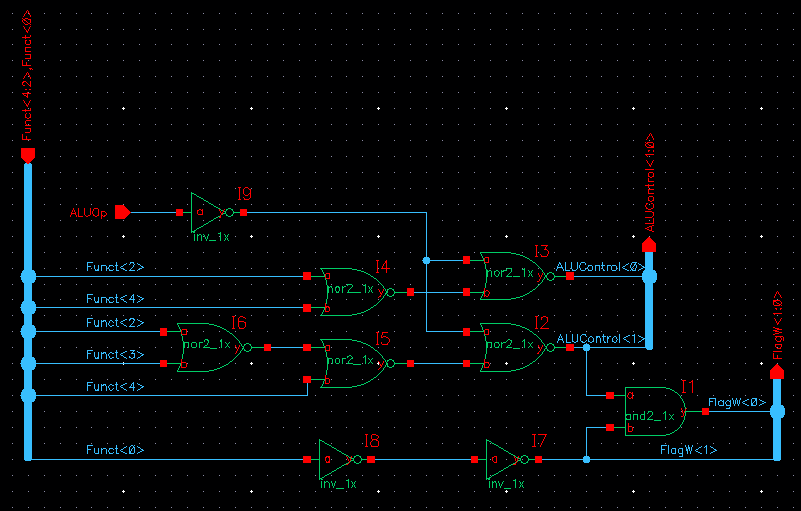 Funct<4:2>,Funct<0>
ALUControl<1:0>
FlagW<1:0>
ALUOp
a
I9
inv_1x
Funct<2>
I4
nor2_1x
I3
nor2_1x
ALUControl<0>
Funct<4>
Funct<2>
I6
nor2_1x
I5
nor2_1x
I2
nor2_1x
ALUControl<1>
Funct<3>
Funct<4>
I1
a
and2_1x
b
FlagW<0>
Funct<0>
I8
a
inv_1x
I7
a
inv_1x
FlagW<1>